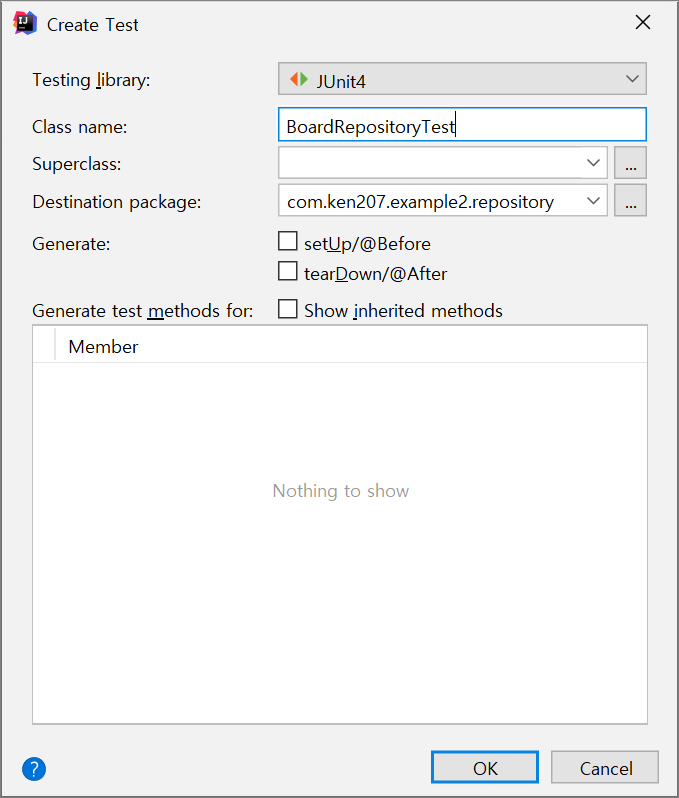 Create Test
Testing library: JUnit4
Class name: BoardRepositoryTest
Superclass: ...
Destination package: com.ken207.example2.repository ...
Generate: setUp/@Before
tearDown/@After
Generate test methods for: Show inherited methods
Member
Nothing to show
? OK Cancel